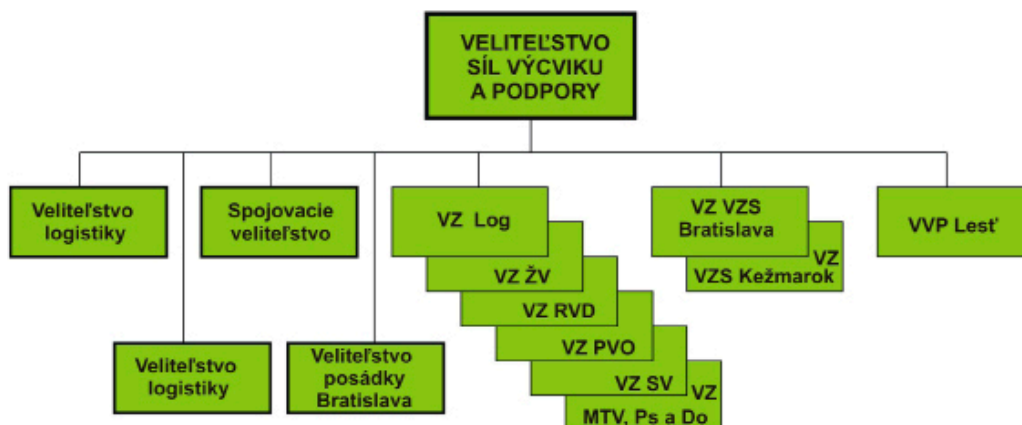 VELITEĽSTVO
SÍL VÝCVIKU
A PODPORY
Veliteľstvo
logistiky
Spojovacie
veliteľstvo
VZ Log
VZ ŽV
VZ RVD
VZ PVO
VZ SV
VZ
MTV, Ps a Do
VZ VZS
Bratislava
VZ
VZS Kežmarok
VVP Lesť
Veliteľstvo
logistiky
Veliteľstvo
posádky
Bratislava